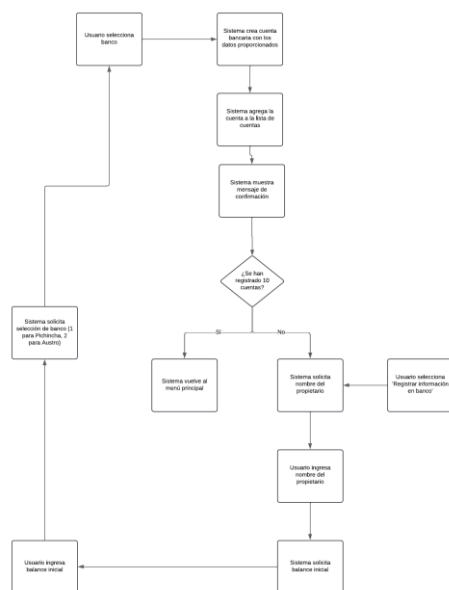 Usuario selecciona
banco
Sistema crea cuenta
bancaria con los
datos proporcionados
Sistema agrega la
cuenta a la lista de
cuentas
Sistema muestra
mensaje de
confirmación
¿Se han
registrado 10
cuentas?
Sí
No
Sistema solicita
selección de banco (1
para Pichincha, 2
para Austro)
Sistema vuelve al
menú principal
Sistema solicita
nombre del
propietario
Usuario selecciona
'Registrar información
en banco'
Usuario ingresa
nombre del
propietario
Usuario ingresa
balance inicial
Sistema solicita
balance inicial